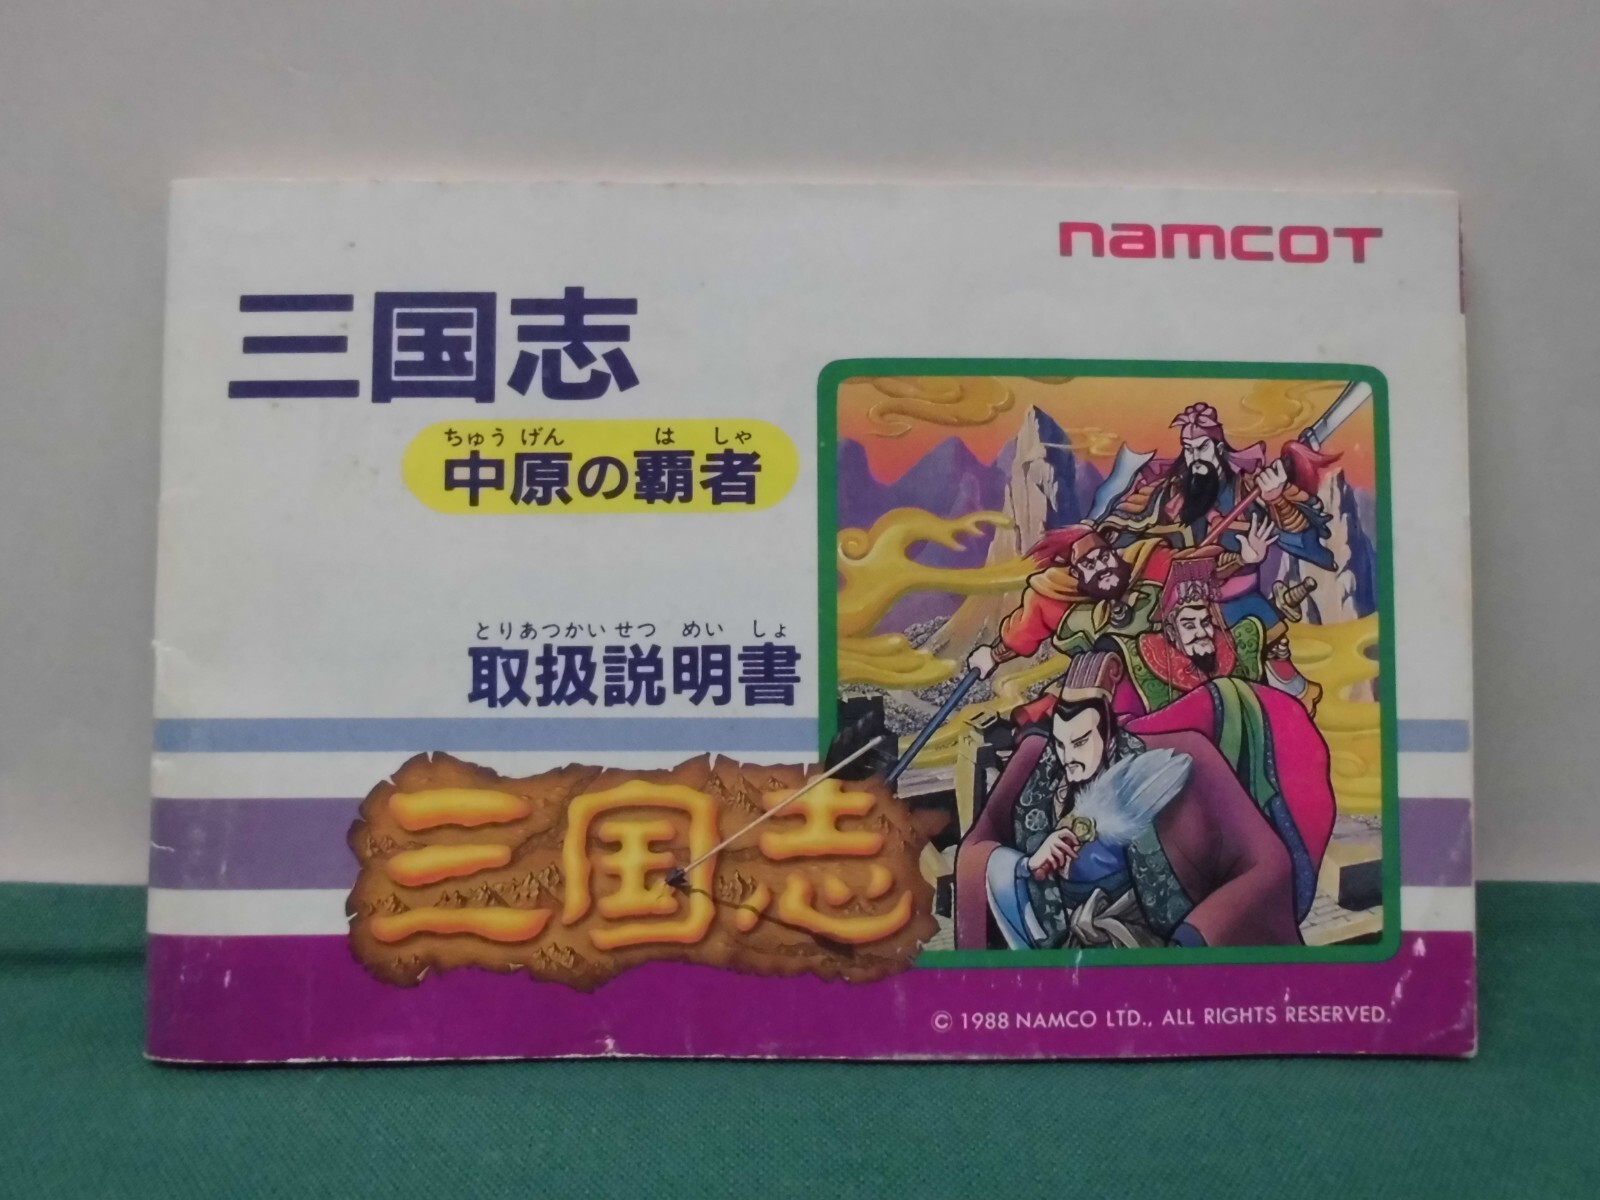 namcoT
三国志
ちゅう げん は しゃ
中原の覇者
とりあつかい せつ めい しょ
取扱説明書
三国志
© 1988 NAMCO LTD., ALL RIGHTS RESERVED.